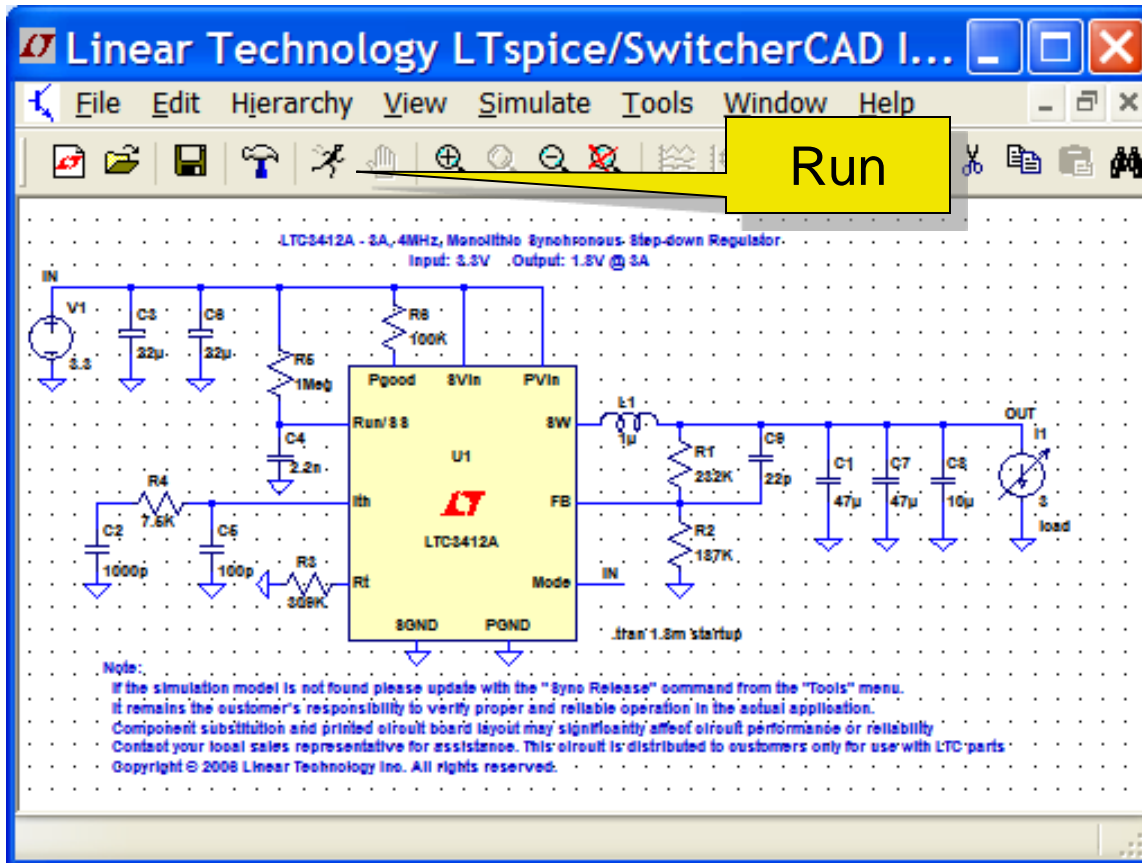 Linear Technology LTspice/SwitcherCAD I...
File Edit Hierarchy View Simulate Tools Window Help
Run
LTC3412A - 3A, 4MHz, Monolithic Synchronous Step-down Regulator
Input: 3.3V Output: 1.8V @ 3A
IN
V1
3.3
C3
22µ
C6
22µ
R5
1Meg
R6
100K
Pgood SVin PVin
Run/SS
SW
L1
1µ
OUT
I1
3
load
C4
2.2n
U1
R1
232K
C9
22p
C1
47µ
C7
47µ
C8
10µ
R4
7.5K
Ith
FB
LTC3412A
C2
1000p
C5
100p
R3
309K
Rt
R2
187K
Mode
IN
SGND PGND
.tran 1.8m startup
Note:
If the simulation model is not found please update with the "Sync Release" command from the "Tools" menu.
It remains the customer's responsibility to verify proper and reliable operation in the actual application.
Component substitution and printed circuit board layout may significantly affect circuit performance or reliability
Contact your local sales representative for assistance. This circuit is distributed to customers only for use with LTC parts
Copyright © 2008 Linear Technology Inc. All rights reserved.